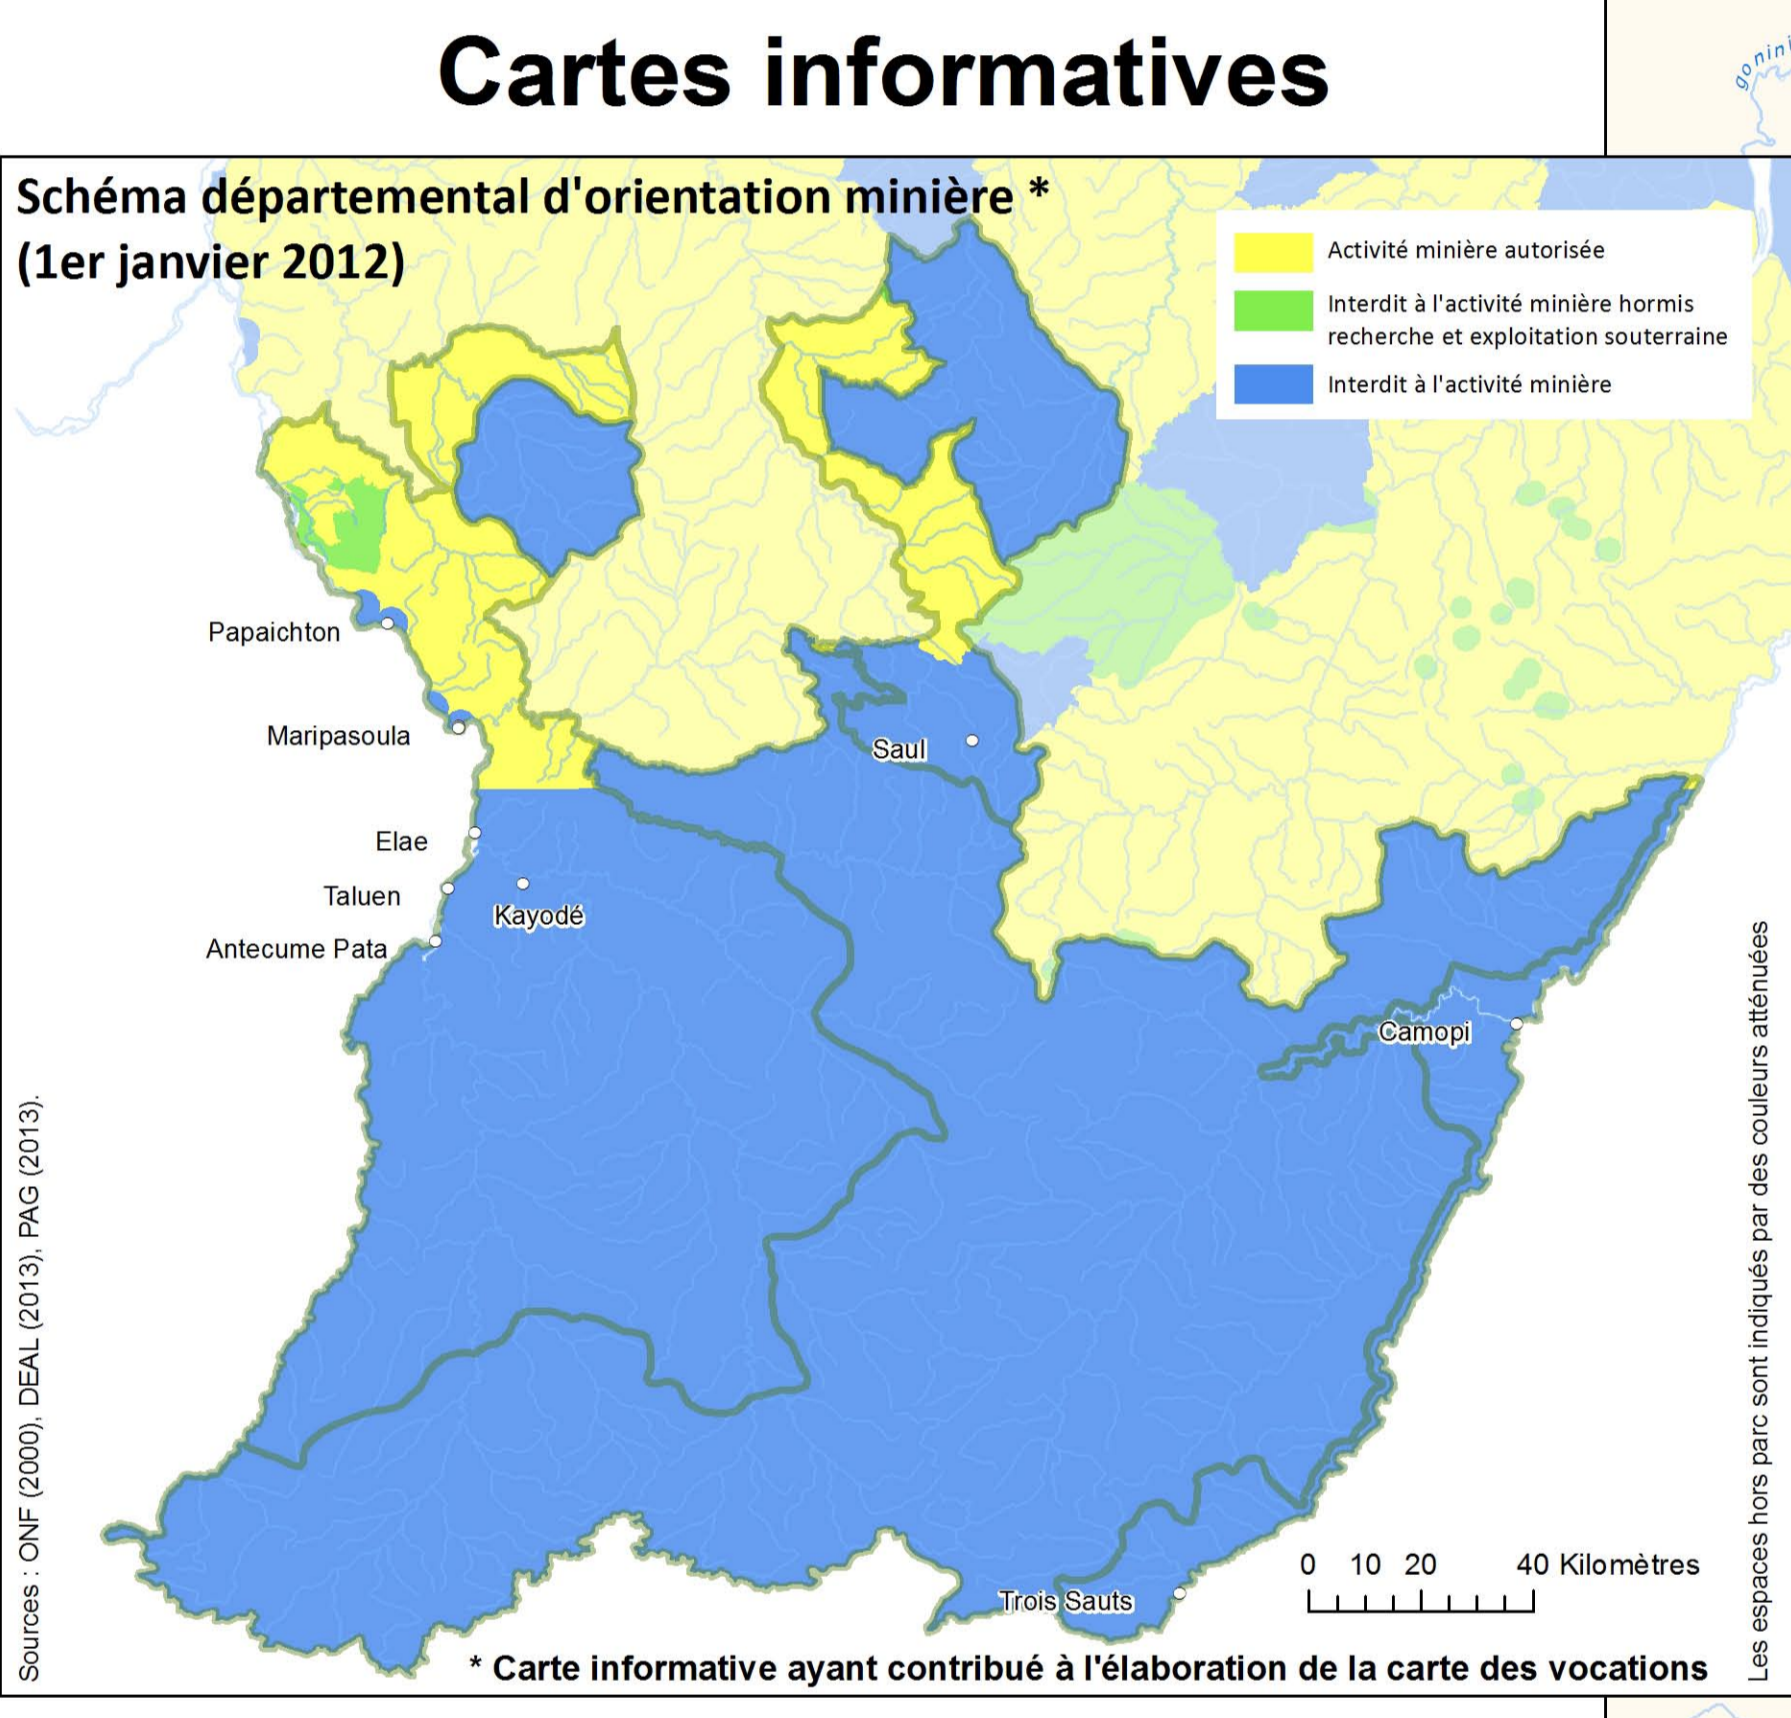 Cartes informatives
gonini
Schéma départemental d'orientation minière *
(1er janvier 2012)
Activité minière autorisée
Interdit à l'activité minière hormis
recherche et exploitation souterraine
Interdit à l'activité minière
Papaichton
Maripasoula
Saul
Elae
Taluen
Kayodé
Antecume Pata
Camopi
Trois Sauts
0 10 20 40 Kilomètres
* Carte informative ayant contribué à l'élaboration de la carte des vocations
Sources : ONF (2000), DEAL (2013), PAG (2013).
Les espaces hors parc sont indiqués par des couleurs atténuées